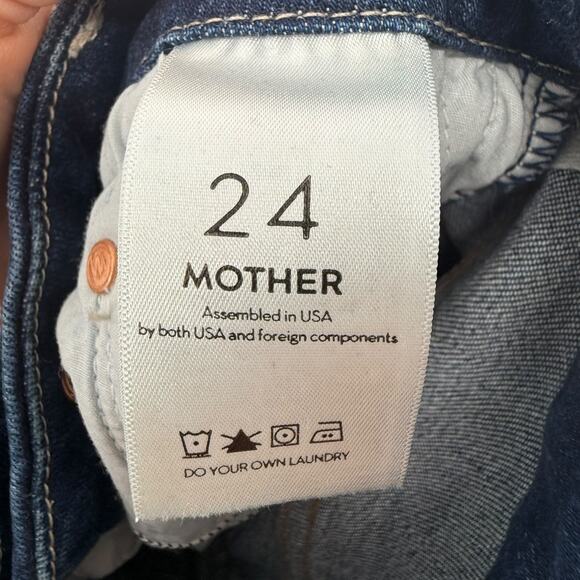 24
MOTHER
Assembled in USA
by both USA and foreign components
DO YOUR OWN LAUNDRY